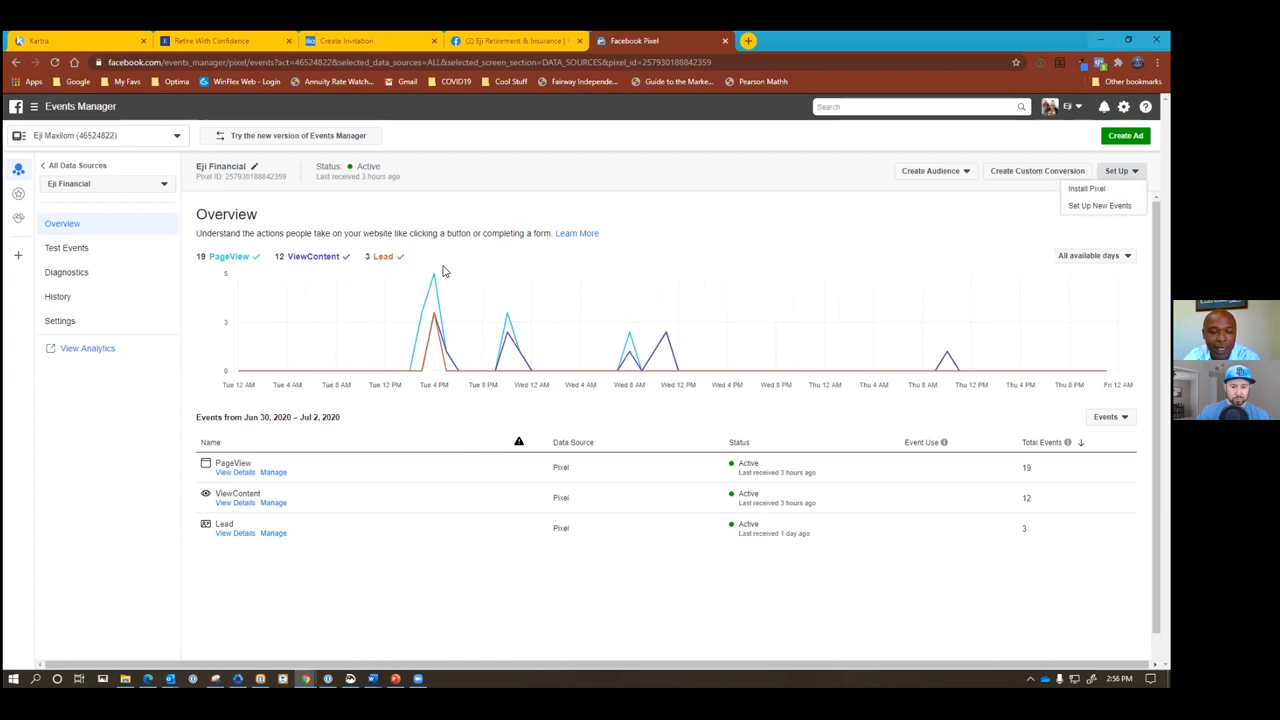 Kartra
Retire With Confidence
Create Invitation
(2) Eji Retirement & Insurance |
Facebook Pixel
facebook.com/events_manager/pixel/events?act=46524822&selected_data_sources=ALL&selected_screen_section=DATA_SOURCES&pixel_id=257930188842359
Apps Google My Favs Optima WinFlex Web - Login Annuity Rate Watch... Gmail COVID19 Cool Stuff Fairway Independe... Guide to the Marke... Pearson Math Other bookmarks
Events Manager Search Eji
Eji Maxilom (46524822) Try the new version of Events Manager Create Ad
All Data Sources
Eji Financial
Eji Financial Status: Active Create Audience Create Custom Conversion Set Up
Pixel ID: 257930188842359 Last received 3 hours ago
Install Pixel
Set Up New Events
Overview
Test Events
Diagnostics
History
Settings
View Analytics
Overview
Understand the actions people take on your website like clicking a button or completing a form. Learn More
19 PageView 12 ViewContent 3 Lead All available days
5
3
0
Tue 12 AM Tue 4 AM Tue 8 AM Tue 12 PM Tue 4 PM Tue 8 PM Wed 12 AM Wed 4 AM Wed 8 AM Wed 12 PM Wed 4 PM Wed 8 PM Thu 12 AM Thu 4 AM Thu 8 AM Thu 12 PM Thu 4 PM Thu 8 PM Fri 12 AM
Events from Jun 30, 2020 – Jul 2, 2020 Events
Name Data Source Status Event Use Total Events
PageView Pixel Active 19
View Details Manage Last received 3 hours ago
ViewContent Pixel Active 12
View Details Manage Last received 3 hours ago
Lead Pixel Active 3
View Details Manage Last received 1 day ago
2:56 PM